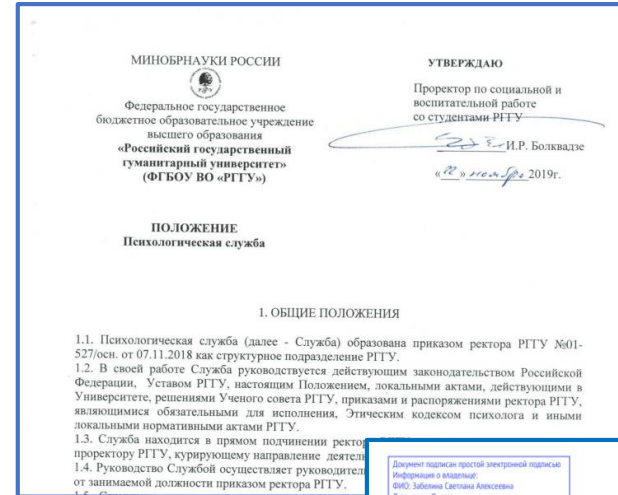 МИНОБРНАУКИ РОССИИ
Федеральное государственное
бюджетное образовательное учреждение
высшего образования
«Российский государственный
гуманитарный университет»
(ФГБОУ ВО «РГГУ»)
УТВЕРЖДАЮ
Проректор по социальной и
воспитательной работе
со студентами РГГУ
И.Р. Болквадзе
«12» ноября 2019г.
ПОЛОЖЕНИЕ
Психологическая служба
1. ОБЩИЕ ПОЛОЖЕНИЯ
1.1. Психологическая служба (далее - Служба) образована приказом ректора РГГУ №01-
527/осн. от 07.11.2018 как структурное подразделение РГГУ.
1.2. В своей работе Служба руководствуется действующим законодательством Российской
Федерации, Уставом РГГУ, настоящим Положением, локальными актами, действующими в
Университете, решениями Ученого совета РГГУ, приказами и распоряжениями ректора РГГУ,
являющимися обязательными для исполнения, Этическим кодексом психолога и иными
локальными нормативными актами РГГУ.
1.3. Служба находится в прямом подчинении
проректору РГГУ, курирующему направление
1.4. Руководство Службой осуществляет
от занимаемой должности приказом ректора РГГУ.
Документ подписан простой электронной подписью
Информация о владельце:
ФИО: Забелина Светлана Алексеевна